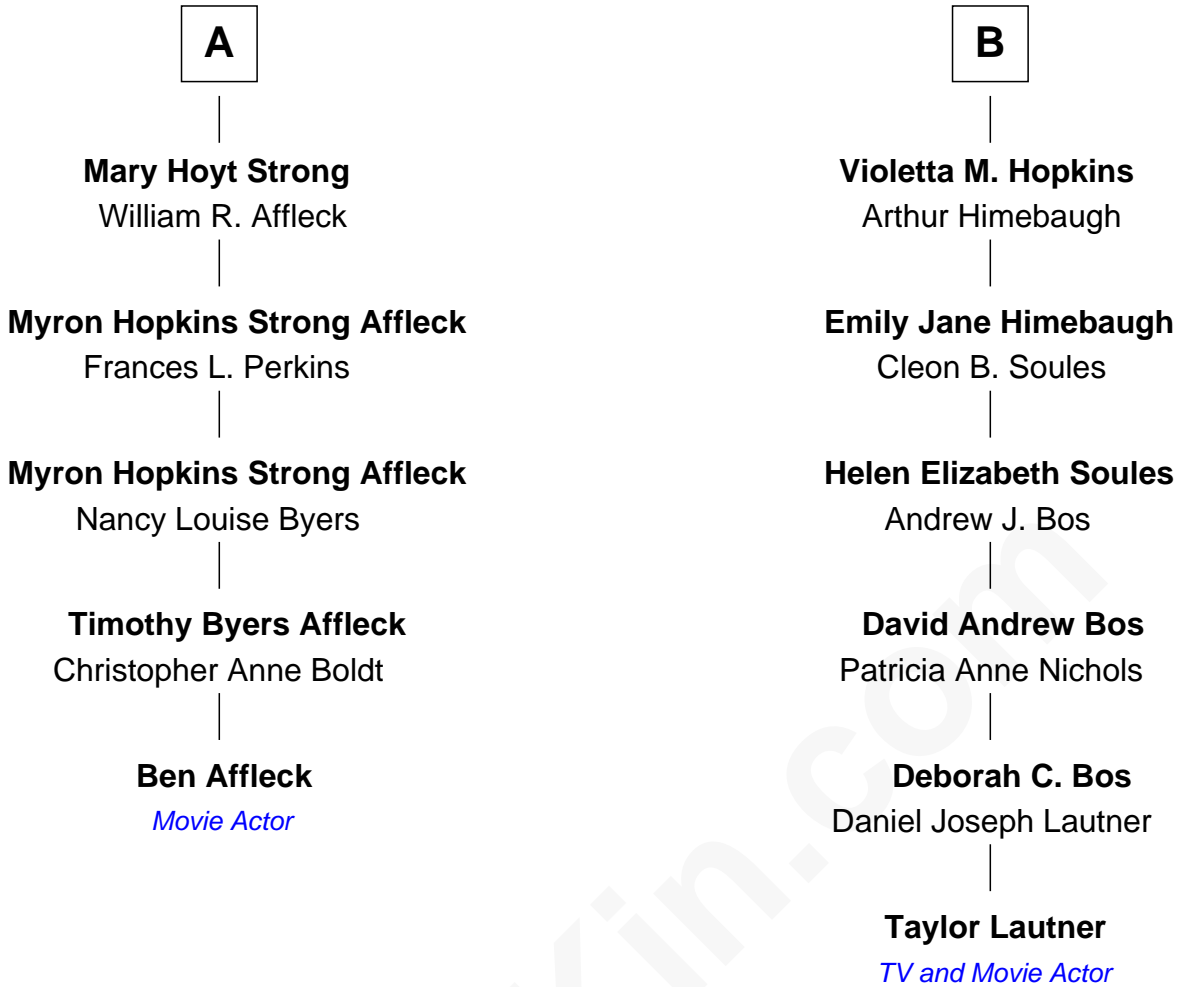 A
Mary Hoyt Strong
William R. Affleck
Myron Hopkins Strong Affleck
Frances L. Perkins
Myron Hopkins Strong Affleck
Nancy Louise Byers
Timothy Byers Affleck
Christopher Anne Boldt
Ben Affleck
Movie Actor
B
Violetta M. Hopkins
Arthur Himebaugh
Emily Jane Himebaugh
Cleon B. Soules
Helen Elizabeth Soules
Andrew J. Bos
David Andrew Bos
Patricia Anne Nichols
Deborah C. Bos
Daniel Joseph Lautner
Taylor Lautner
TV and Movie Actor
Kin.com